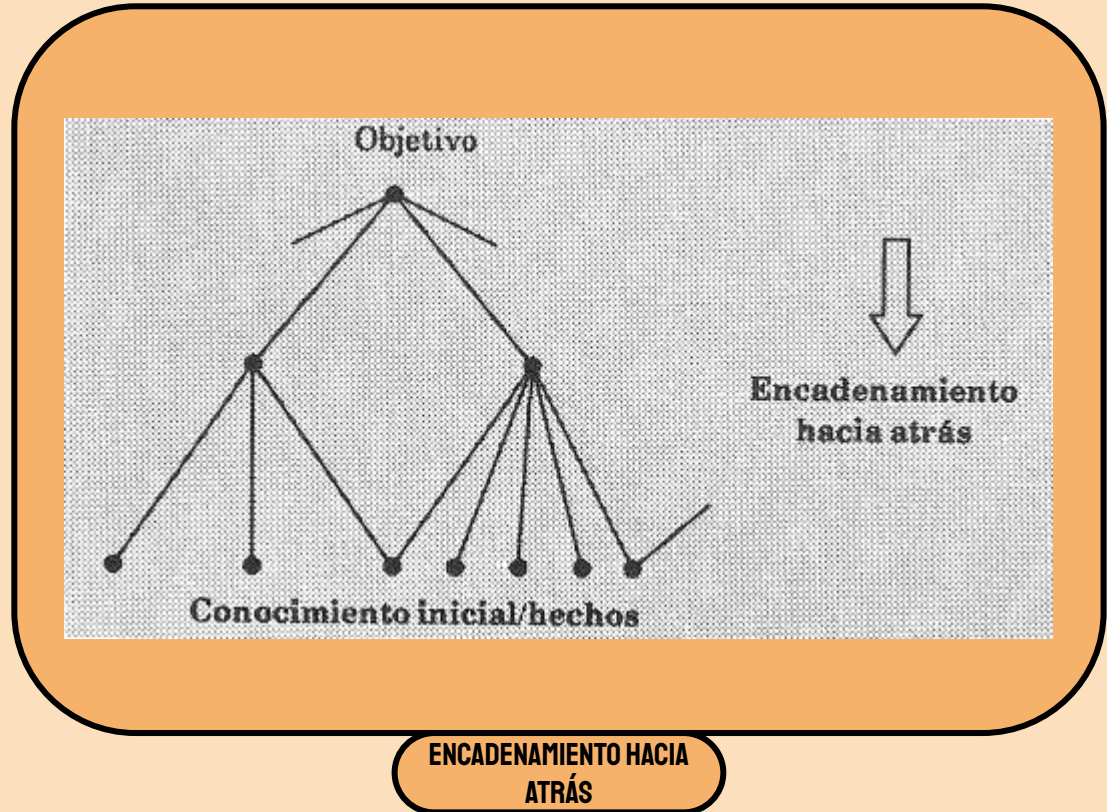 Objetivo
Encadenamiento
hacia atrás
Conocimiento inicial/hechos
ENCADENAMIENTO HACIA
ATRÁS